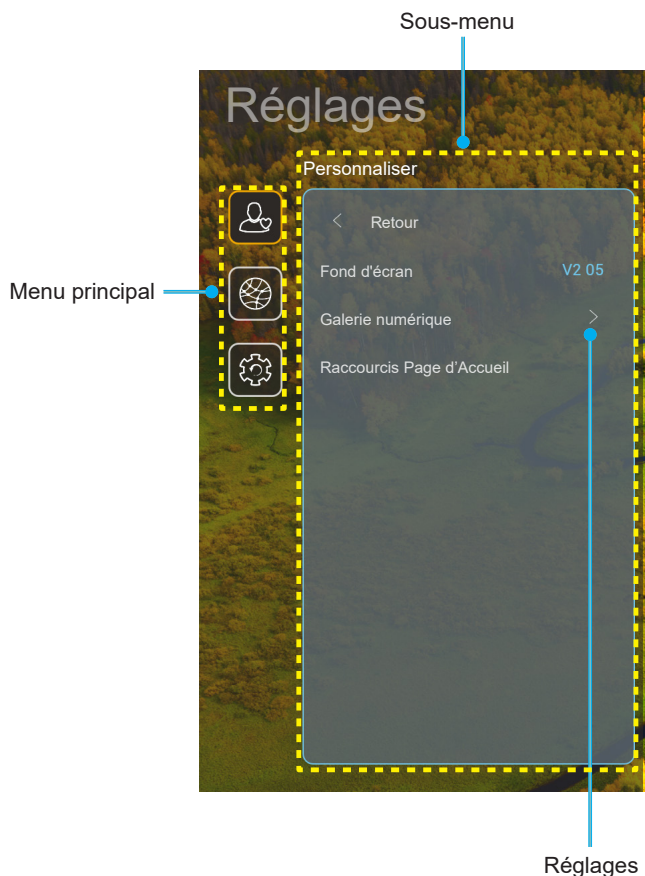 Sous-menu
Réglages
Personnaliser
Retour
Fond d'écran V2 05
Menu principal
Galerie numérique
Raccourcis Page d’Accueil
Réglages